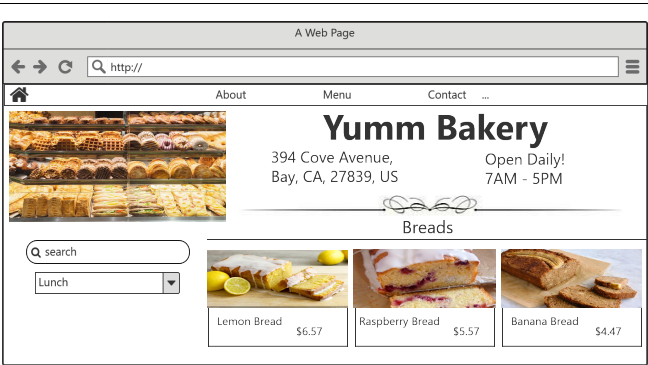 A Web Page
http://
About Menu Contact ...
Yumm Bakery
394 Cove Avenue,
Bay, CA, 27839, US
Open Daily!
7AM - 5PM
Breads
search
Lunch
Lemon Bread
$6.57
Raspberry Bread
$5.57
Banana Bread
$4.47